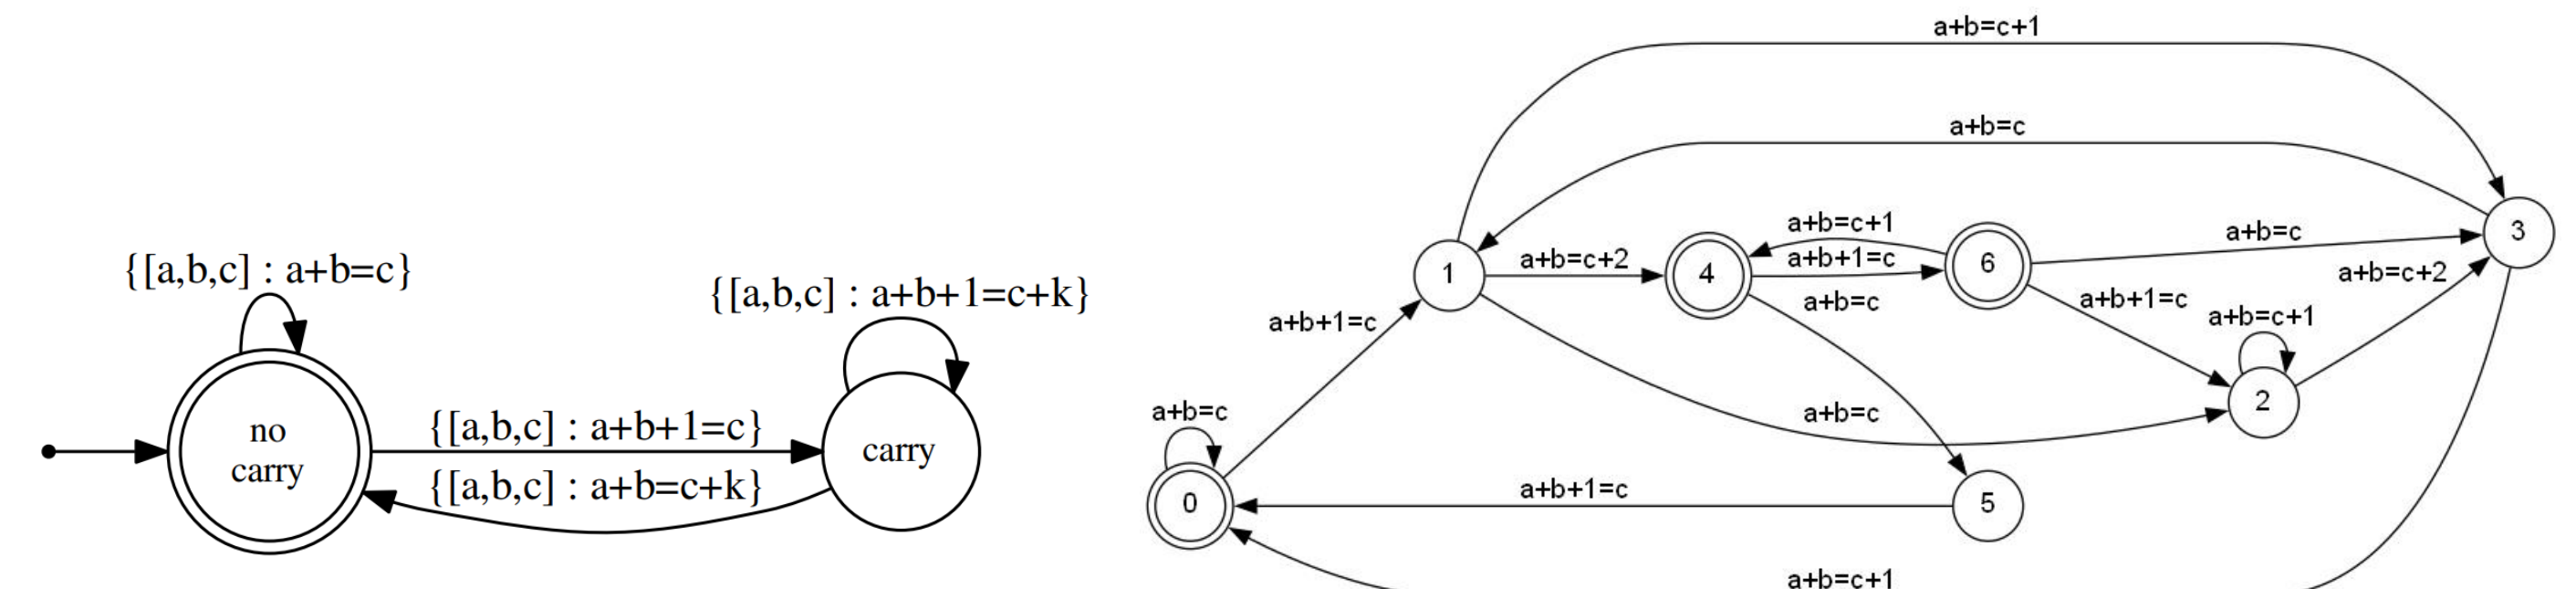 {[a,b,c] : a+b=c}
{[a,b,c] : a+b+1=c+k}
no
carry
{[a,b,c] : a+b+1=c}
{[a,b,c] : a+b=c+k}
carry
a+b=c+1
a+b=c
a+b=c+1
a+b=c
3
1
a+b=c+2
4
a+b+1=c
6
a+b=c+2
a+b=c
a+b+1=c
a+b+1=c
a+b=c+1
a+b=c
a+b=c
2
0
a+b+1=c
5
a+b=c+1